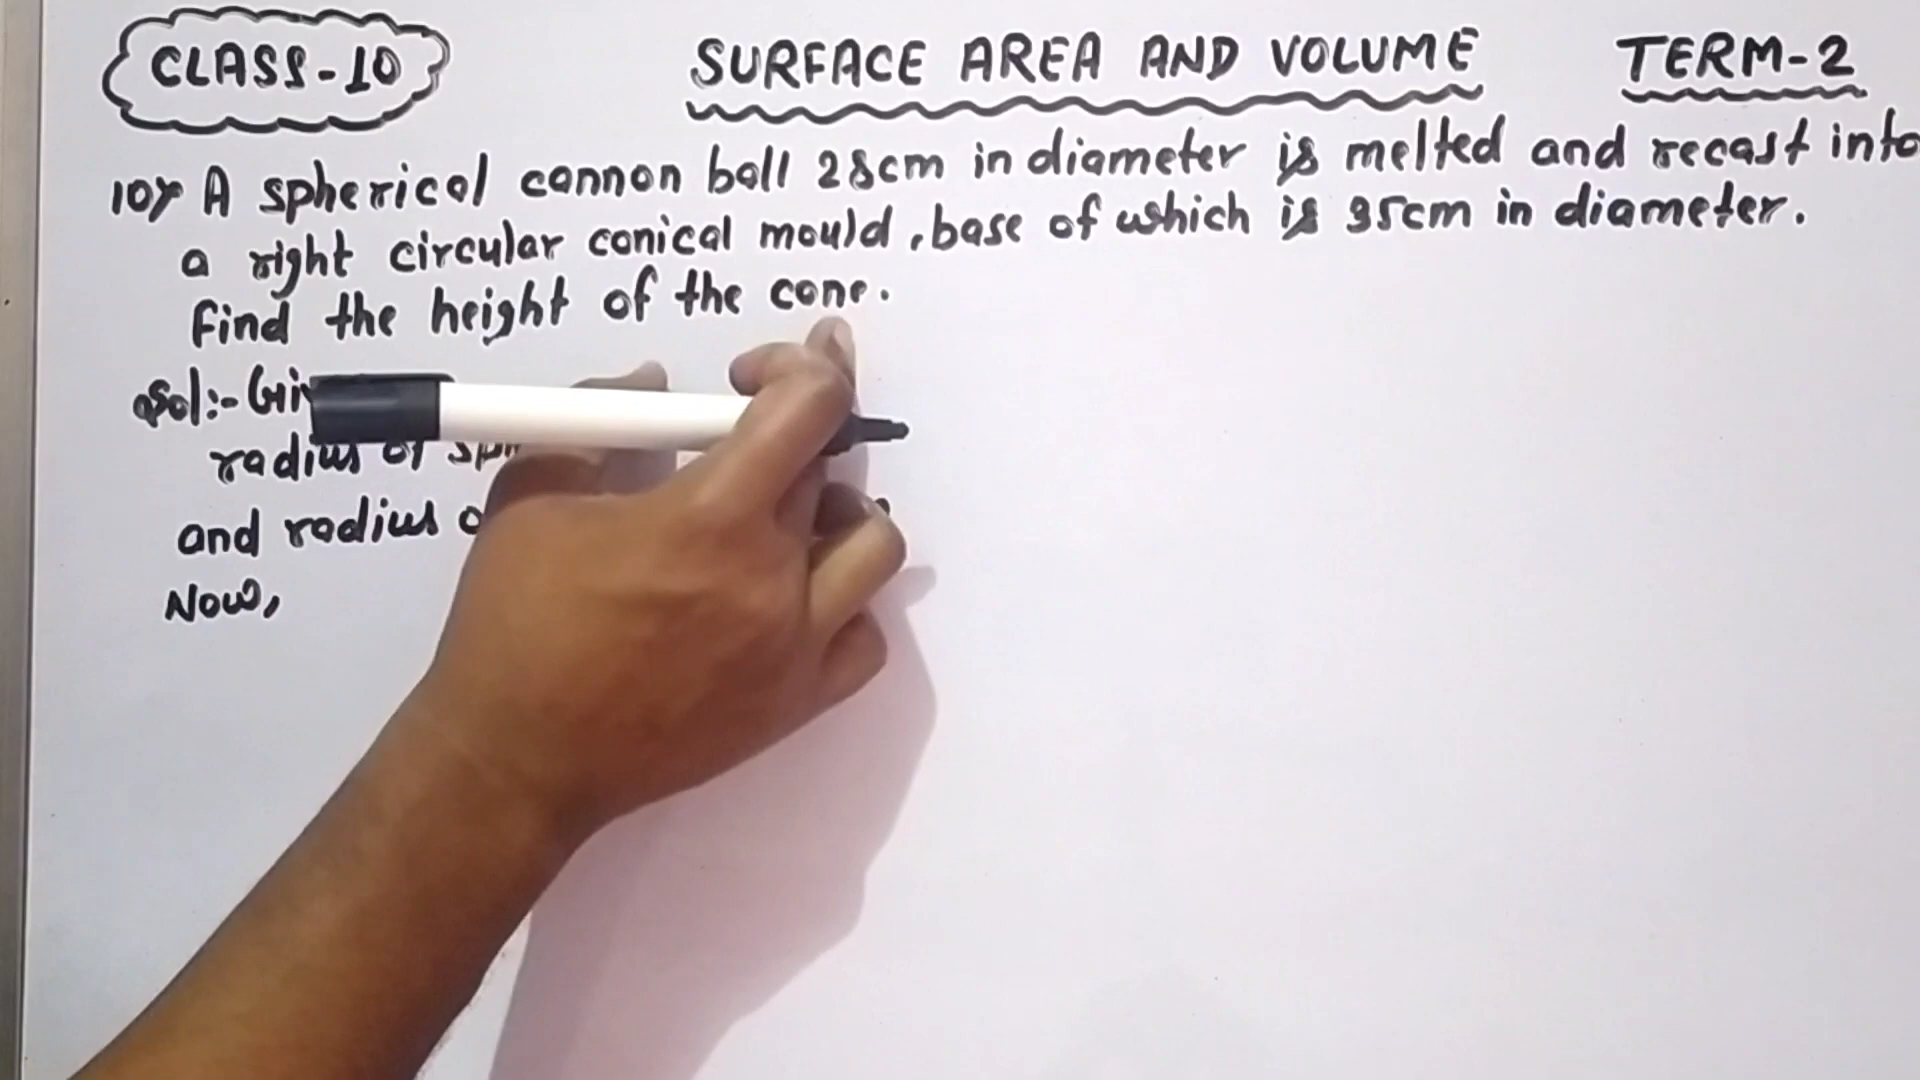 CLASS-10
SURFACE AREA AND VOLUME
TERM-2
10) A spherical cannon ball 28cm in diameter is melted and recast into
a right circular conical mould, base of which is 35cm in diameter.
Find the height of the cone.
Sol:-
radius of
and radius
Now,